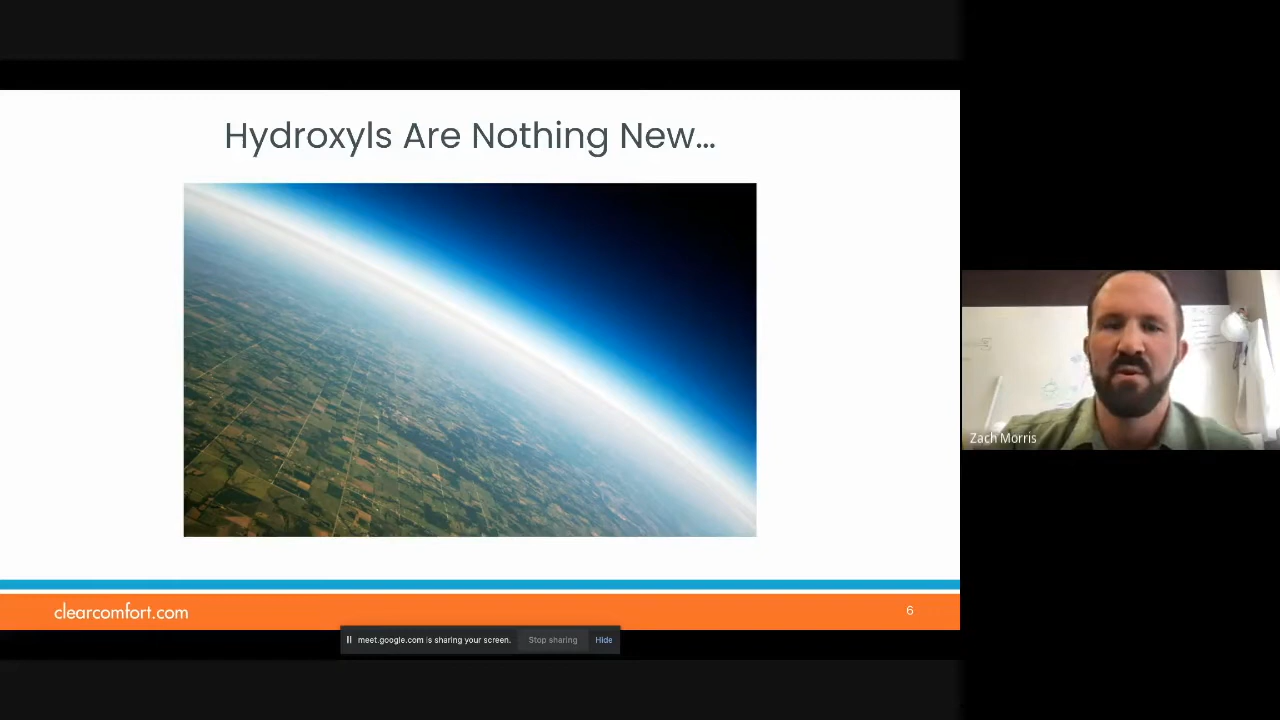 Hydroxyls Are Nothing New...
Zach Morris
clearcomfort.com
6
meet.google.com is sharing your screen.
Stop sharing
Hide